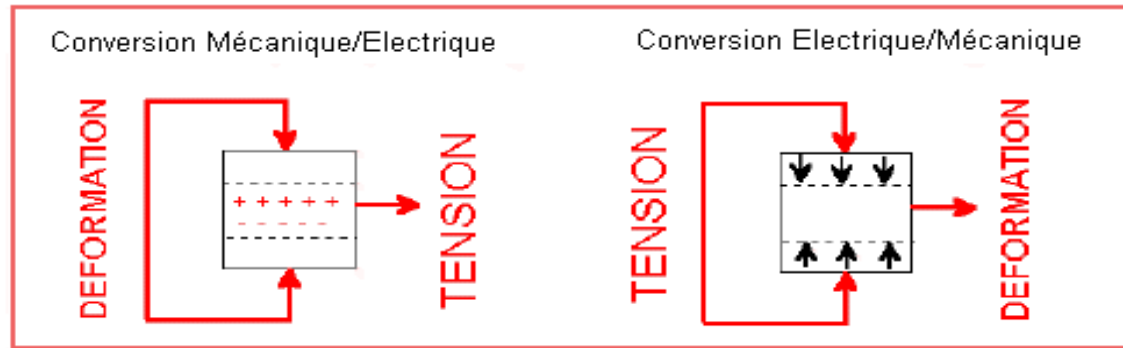 Conversion Mécanique/Electrique
DEFORMATION
+ + + + +
- - - - -
TENSION
Conversion Electrique/Mécanique
TENSION
DEFORMATION